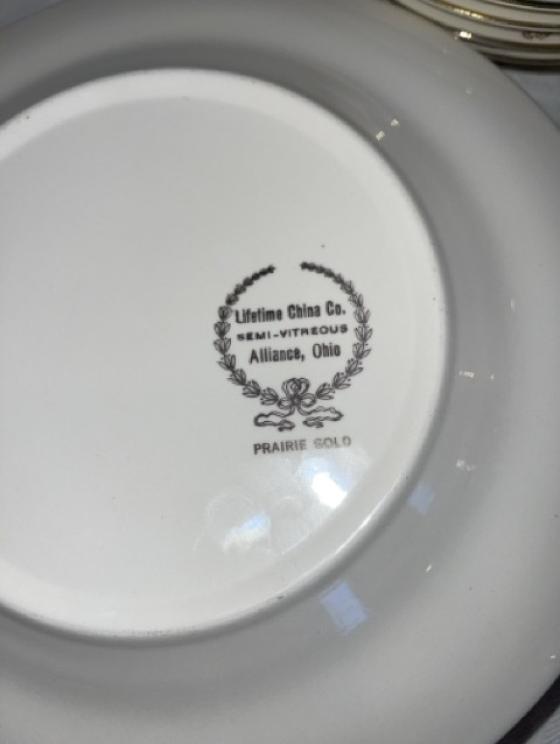 Lifetime China Co.
SEMI-VITREOUS
Alliance, Ohio
PRAIRIE GOLD